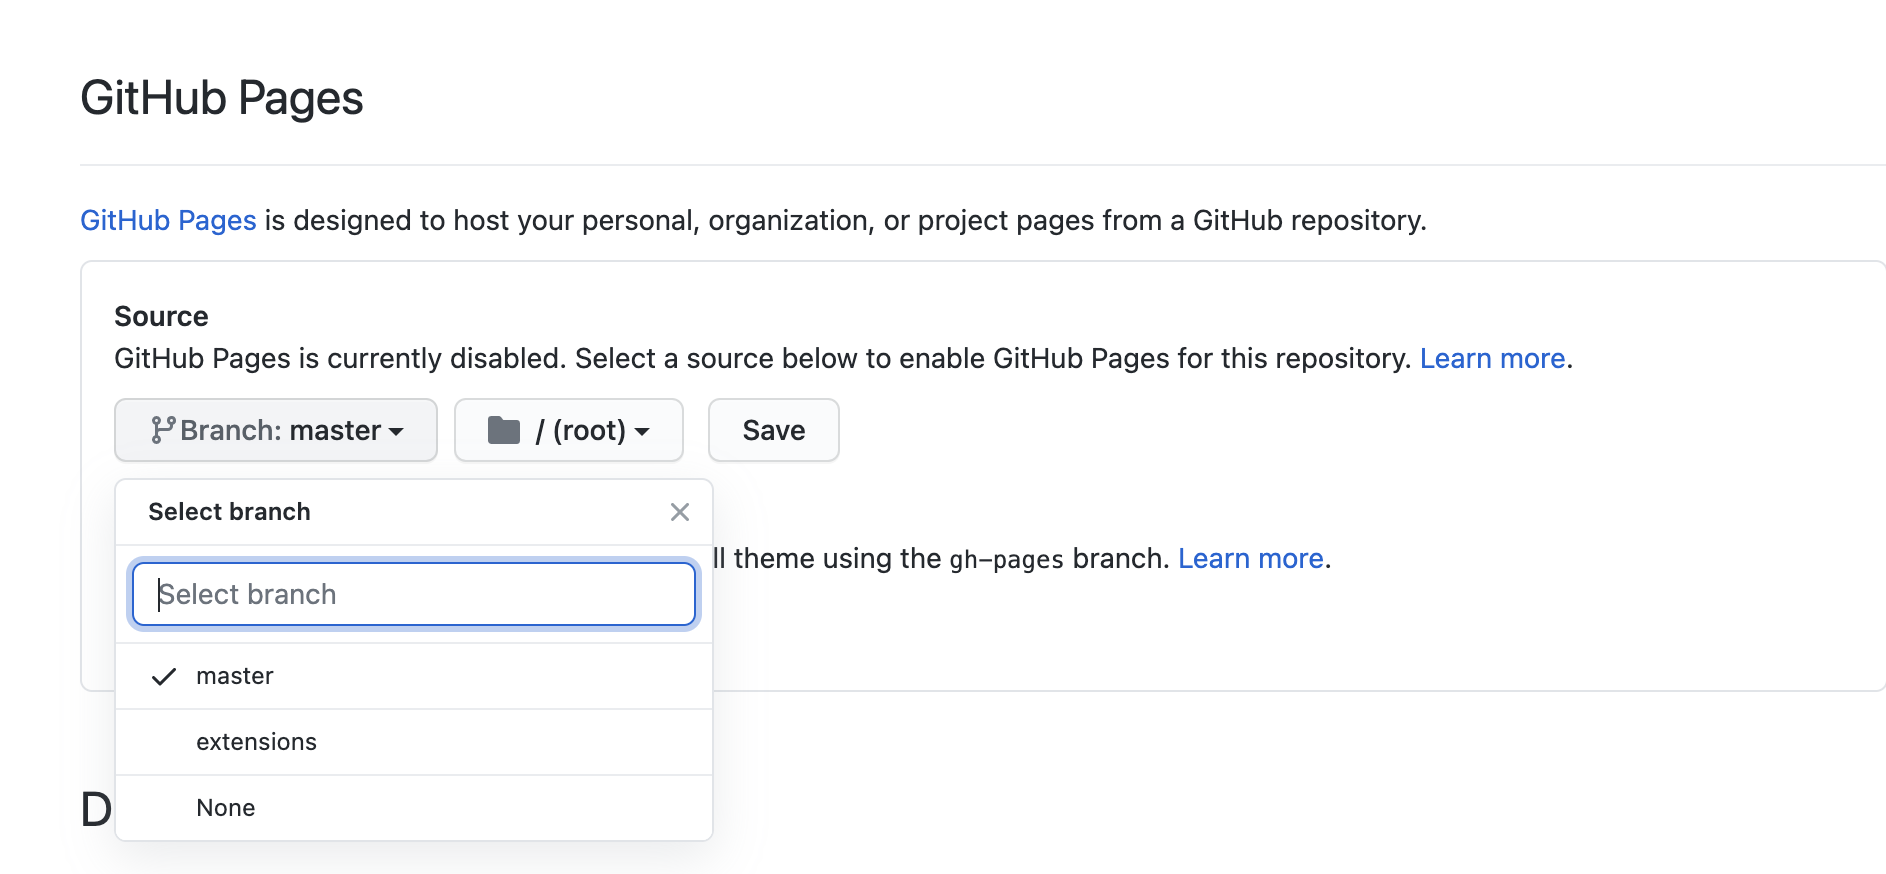 GitHub Pages
GitHub Pages is designed to host your personal, organization, or project pages from a GitHub repository.
Source
GitHub Pages is currently disabled. Select a source below to enable GitHub Pages for this repository. Learn more.
Branch: master
/ (root)
Save
Select branch
theme using the gh-pages branch. Learn more.
Select branch
master
extensions
None